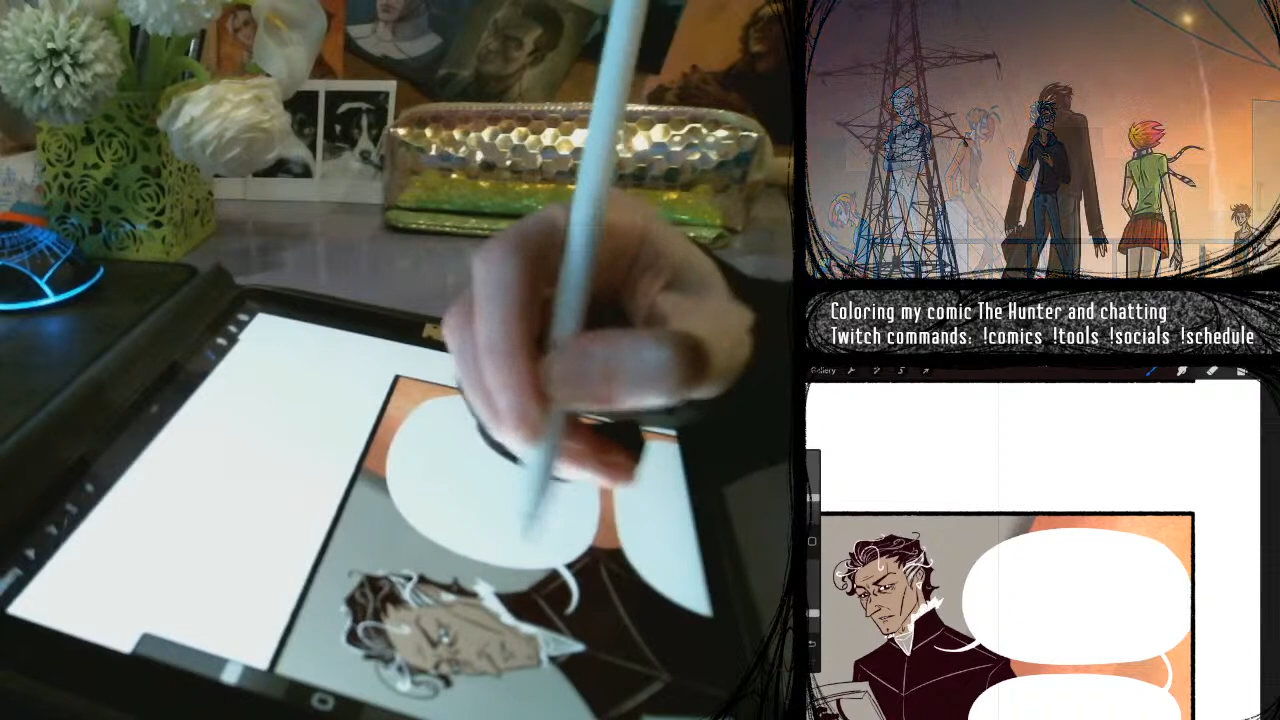 Coloring my comic The Hunter and chatting
Twitch commands: !comics !tools !socials !schedule
Gallery